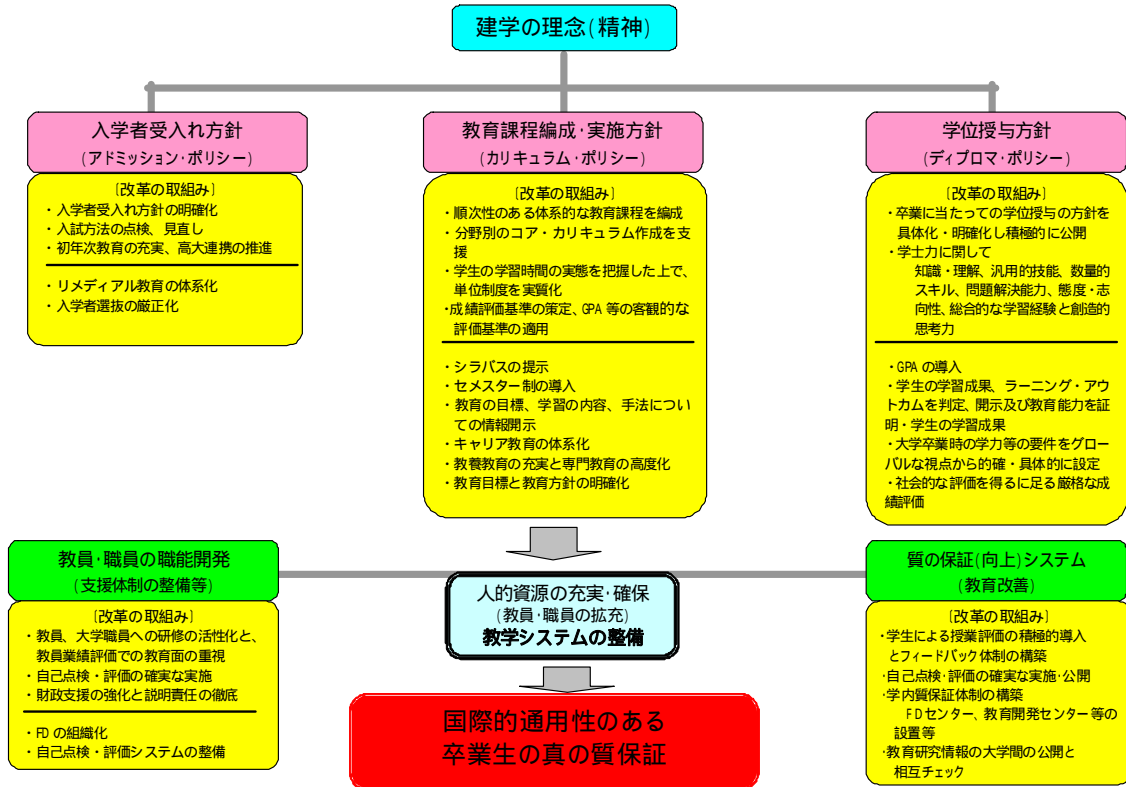 建学の理念(精神)
入学者受入れ方針
(アドミッション・ポリシー)
[改革の取組み]
・入学者受入れ方針の明確化
・入試方法の点検、見直し
・初年次教育の充実、高大連携の推進
・リメディアル教育の体系化
・入学者選抜の厳正化
教育課程編成・実施方針
(カリキュラム・ポリシー)
[改革の取組み]
・順次性のある体系的な教育課程を編成
・分野別のコア・カリキュラム作成を支
援
・学生の学習時間の実態を把握した上で、
単位制度を実質化
・成績評価基準の策定、GPA 等の客観的な
評価基準の適用
・シラバスの提示
・セメスター制の導入
・教育の目標、学習の内容、手法につい
ての情報開示
・キャリア教育の体系化
・教養教育の充実と専門教育の高度化
・教育目標と教育方針の明確化
学位授与方針
(ディプロマ・ポリシー)
[改革の取組み]
・卒業に当たっての学位授与の方針を
具体化・明確化し積極的に公開
・学士力に関して
知識・理解、汎用的技能、数量的
スキル、問題解決能力、態度・志
向性、総合的な学習経験と創造的
思考力
・GPA の導入
・学生の学習成果、ラーニング・アウ
トカムを判定、開示及び教育能力を証
明・学生の学習成果
・大学卒業時の学力等の要件をグロー
バルな視点から的確・具体的に設定
・社会的な評価を得るに足る厳格な成
績評価
教員・職員の職能開発
(支援体制の整備等)
[改革の取組み]
・教員、大学職員への研修の活性化と、
教員業績評価での教育面の重視
・自己点検・評価の確実な実施
・財政支援の強化と説明責任の徹底
・FD の組織化
・自己点検・評価システムの整備
人的資源の充実・確保
(教員・職員の拡充)
教学システムの整備
国際的通用性のある
卒業生の真の質保証
質の保証(向上)システム
(教育改善)
[改革の取組み]
・学生による授業評価の積極的導入
とフィードバック体制の構築
・自己点検・評価の確実な実施・公開
・学内質保証体制の構築
FDセンター、教育開発センター等の
設置等
・教育研究情報の大学間の公開と
相互チェック